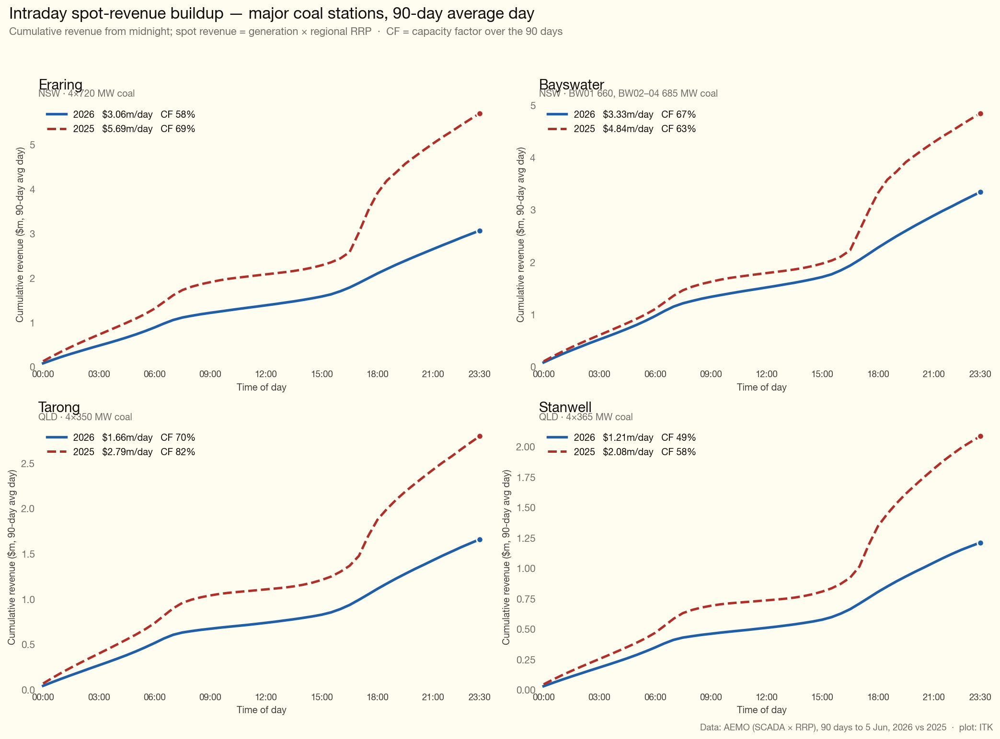 Intraday spot-revenue buildup — major coal stations, 90-day average day
Cumulative revenue from midnight; spot revenue = generation × regional RRP · CF = capacity factor over the 90 days
Eraring
NSW · 4×720 MW coal
2026 $3.06m/day CF 58%
2025 $5.69m/day CF 69%
Cumulative revenue ($m, 90-day avg day)
5
4
3
2
1
0
00:00 03:00 06:00 09:00 12:00 15:00 18:00 21:00 23:30
Time of day
Bayswater
NSW · BW01 660, BW02–04 685 MW coal
2026 $3.33m/day CF 67%
2025 $4.84m/day CF 63%
Cumulative revenue ($m, 90-day avg day)
5
4
3
2
1
0
00:00 03:00 06:00 09:00 12:00 15:00 18:00 21:00 23:30
Time of day
Tarong
QLD · 4×350 MW coal
2026 $1.66m/day CF 70%
2025 $2.79m/day CF 82%
Cumulative revenue ($m, 90-day avg day)
2.5
2.0
1.5
1.0
0.5
0.0
00:00 03:00 06:00 09:00 12:00 15:00 18:00 21:00 23:30
Time of day
Stanwell
QLD · 4×365 MW coal
2026 $1.21m/day CF 49%
2025 $2.08m/day CF 58%
Cumulative revenue ($m, 90-day avg day)
2.00
1.75
1.50
1.25
1.00
0.75
0.50
0.25
0.00
00:00 03:00 06:00 09:00 12:00 15:00 18:00 21:00 23:30
Time of day
Data: AEMO (SCADA × RRP), 90 days to 5 Jun, 2026 vs 2025 · plot: ITK